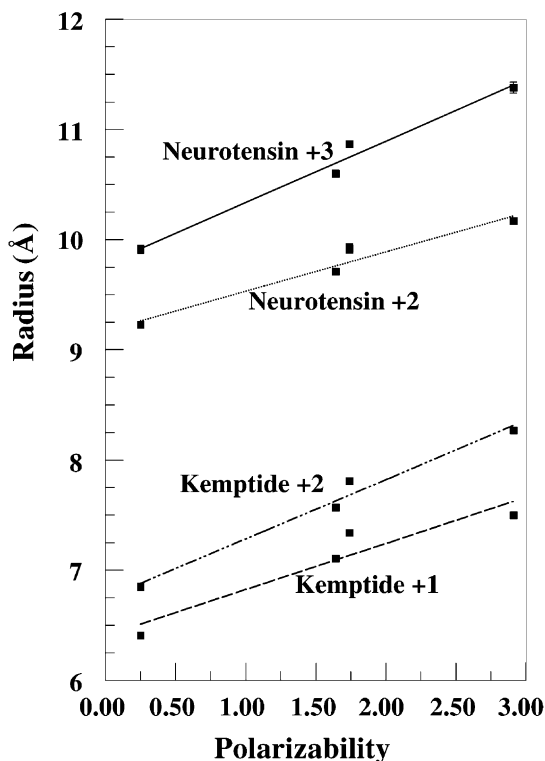 12
11
Neurotensin +3
10
Radius (Å)
Neurotensin +2
9
8
Kemptide +2
7
Kemptide +1
6
0.00 0.50 1.00 1.50 2.00 2.50 3.00
Polarizability